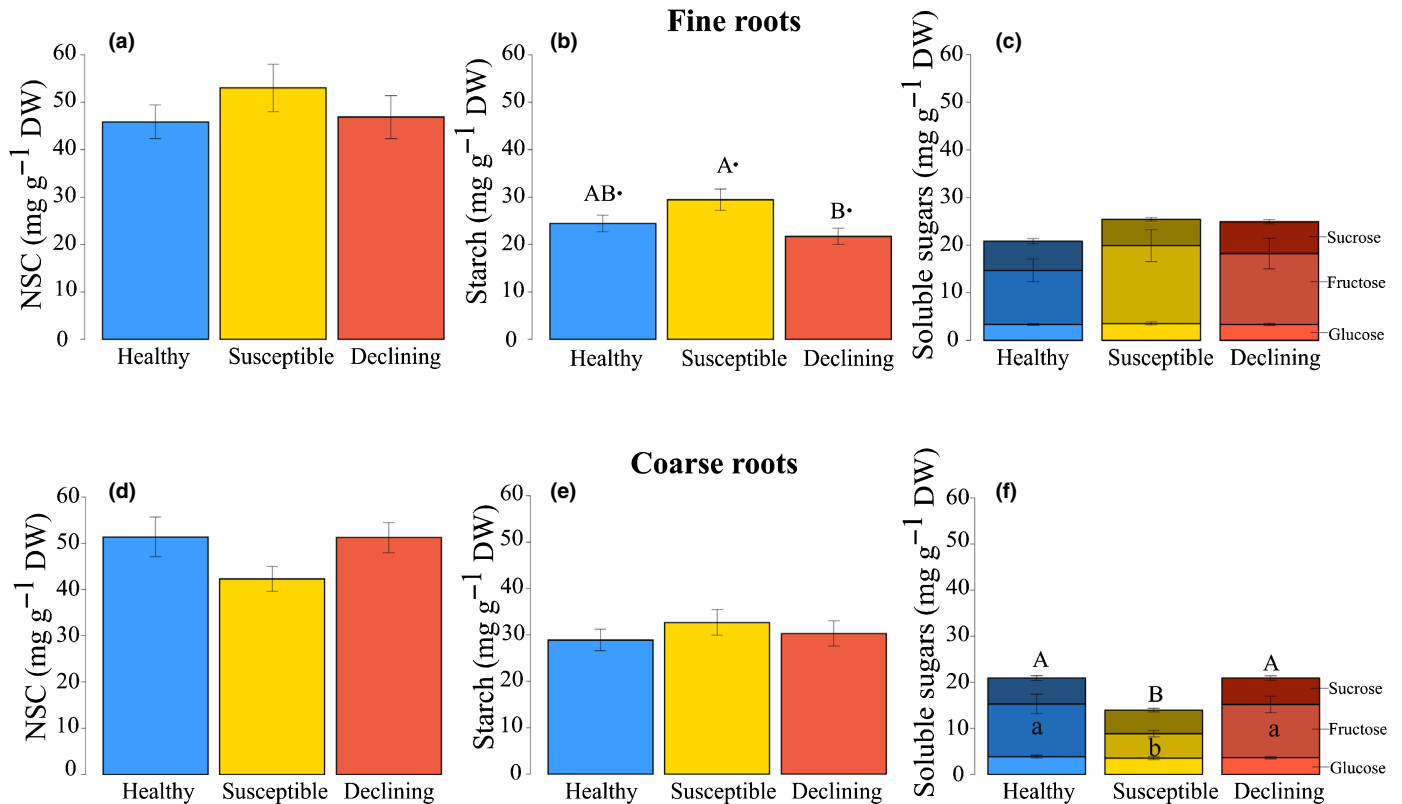 Fine roots
(a)
NSC (mg g−1 DW)
60
50
40
30
20
10
0
Healthy Susceptible Declining
(b)
Starch (mg g−1 DW)
60
50
40
30
20
10
0
AB•
A•
B•
Healthy Susceptible Declining
(c)
Soluble sugars (mg g−1 DW)
60
50
40
30
20
10
0
Sucrose
Fructose
Glucose
Healthy Susceptible Declining
Coarse roots
(d)
NSC (mg g−1 DW)
60
50
40
30
20
10
0
Healthy Susceptible Declining
(e)
Starch (mg g−1 DW)
60
50
40
30
20
10
0
Healthy Susceptible Declining
(f)
Soluble sugars (mg g−1 DW)
60
50
40
30
20
10
0
A
B
A
a
b
a
Sucrose
Fructose
Glucose
Healthy Susceptible Declining